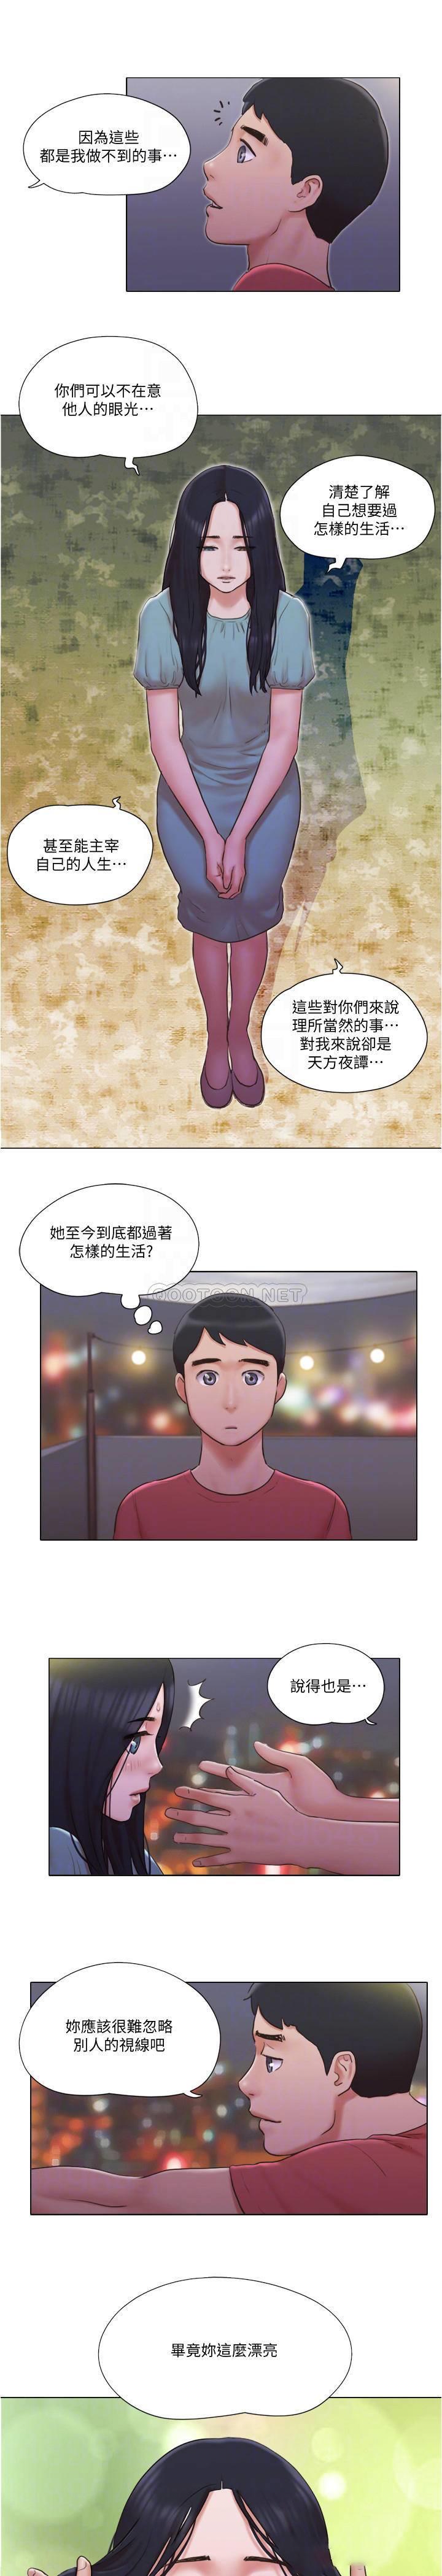 因為這些
都是我做不到的事⋯
你們可以不在意
他人的眼光⋯
清楚了解
自己想要過
怎樣的生活⋯
甚至能主宰
自己的人生⋯
這些對你們來說
理所當然的事⋯
對我來說卻是
天方夜譚⋯
她至今到底都過著
怎樣的生活?
GOOTOON.NET
說得也是⋯
妳應該很難忽略
別人的視線吧
畢竟妳這麼漂亮